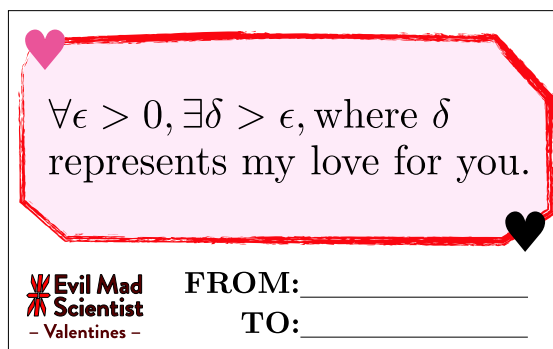 ∀ϵ > 0, ∃δ > ϵ, where δ
represents my love for you.
Evil Mad
Scientist
– Valentines –
FROM:
TO: